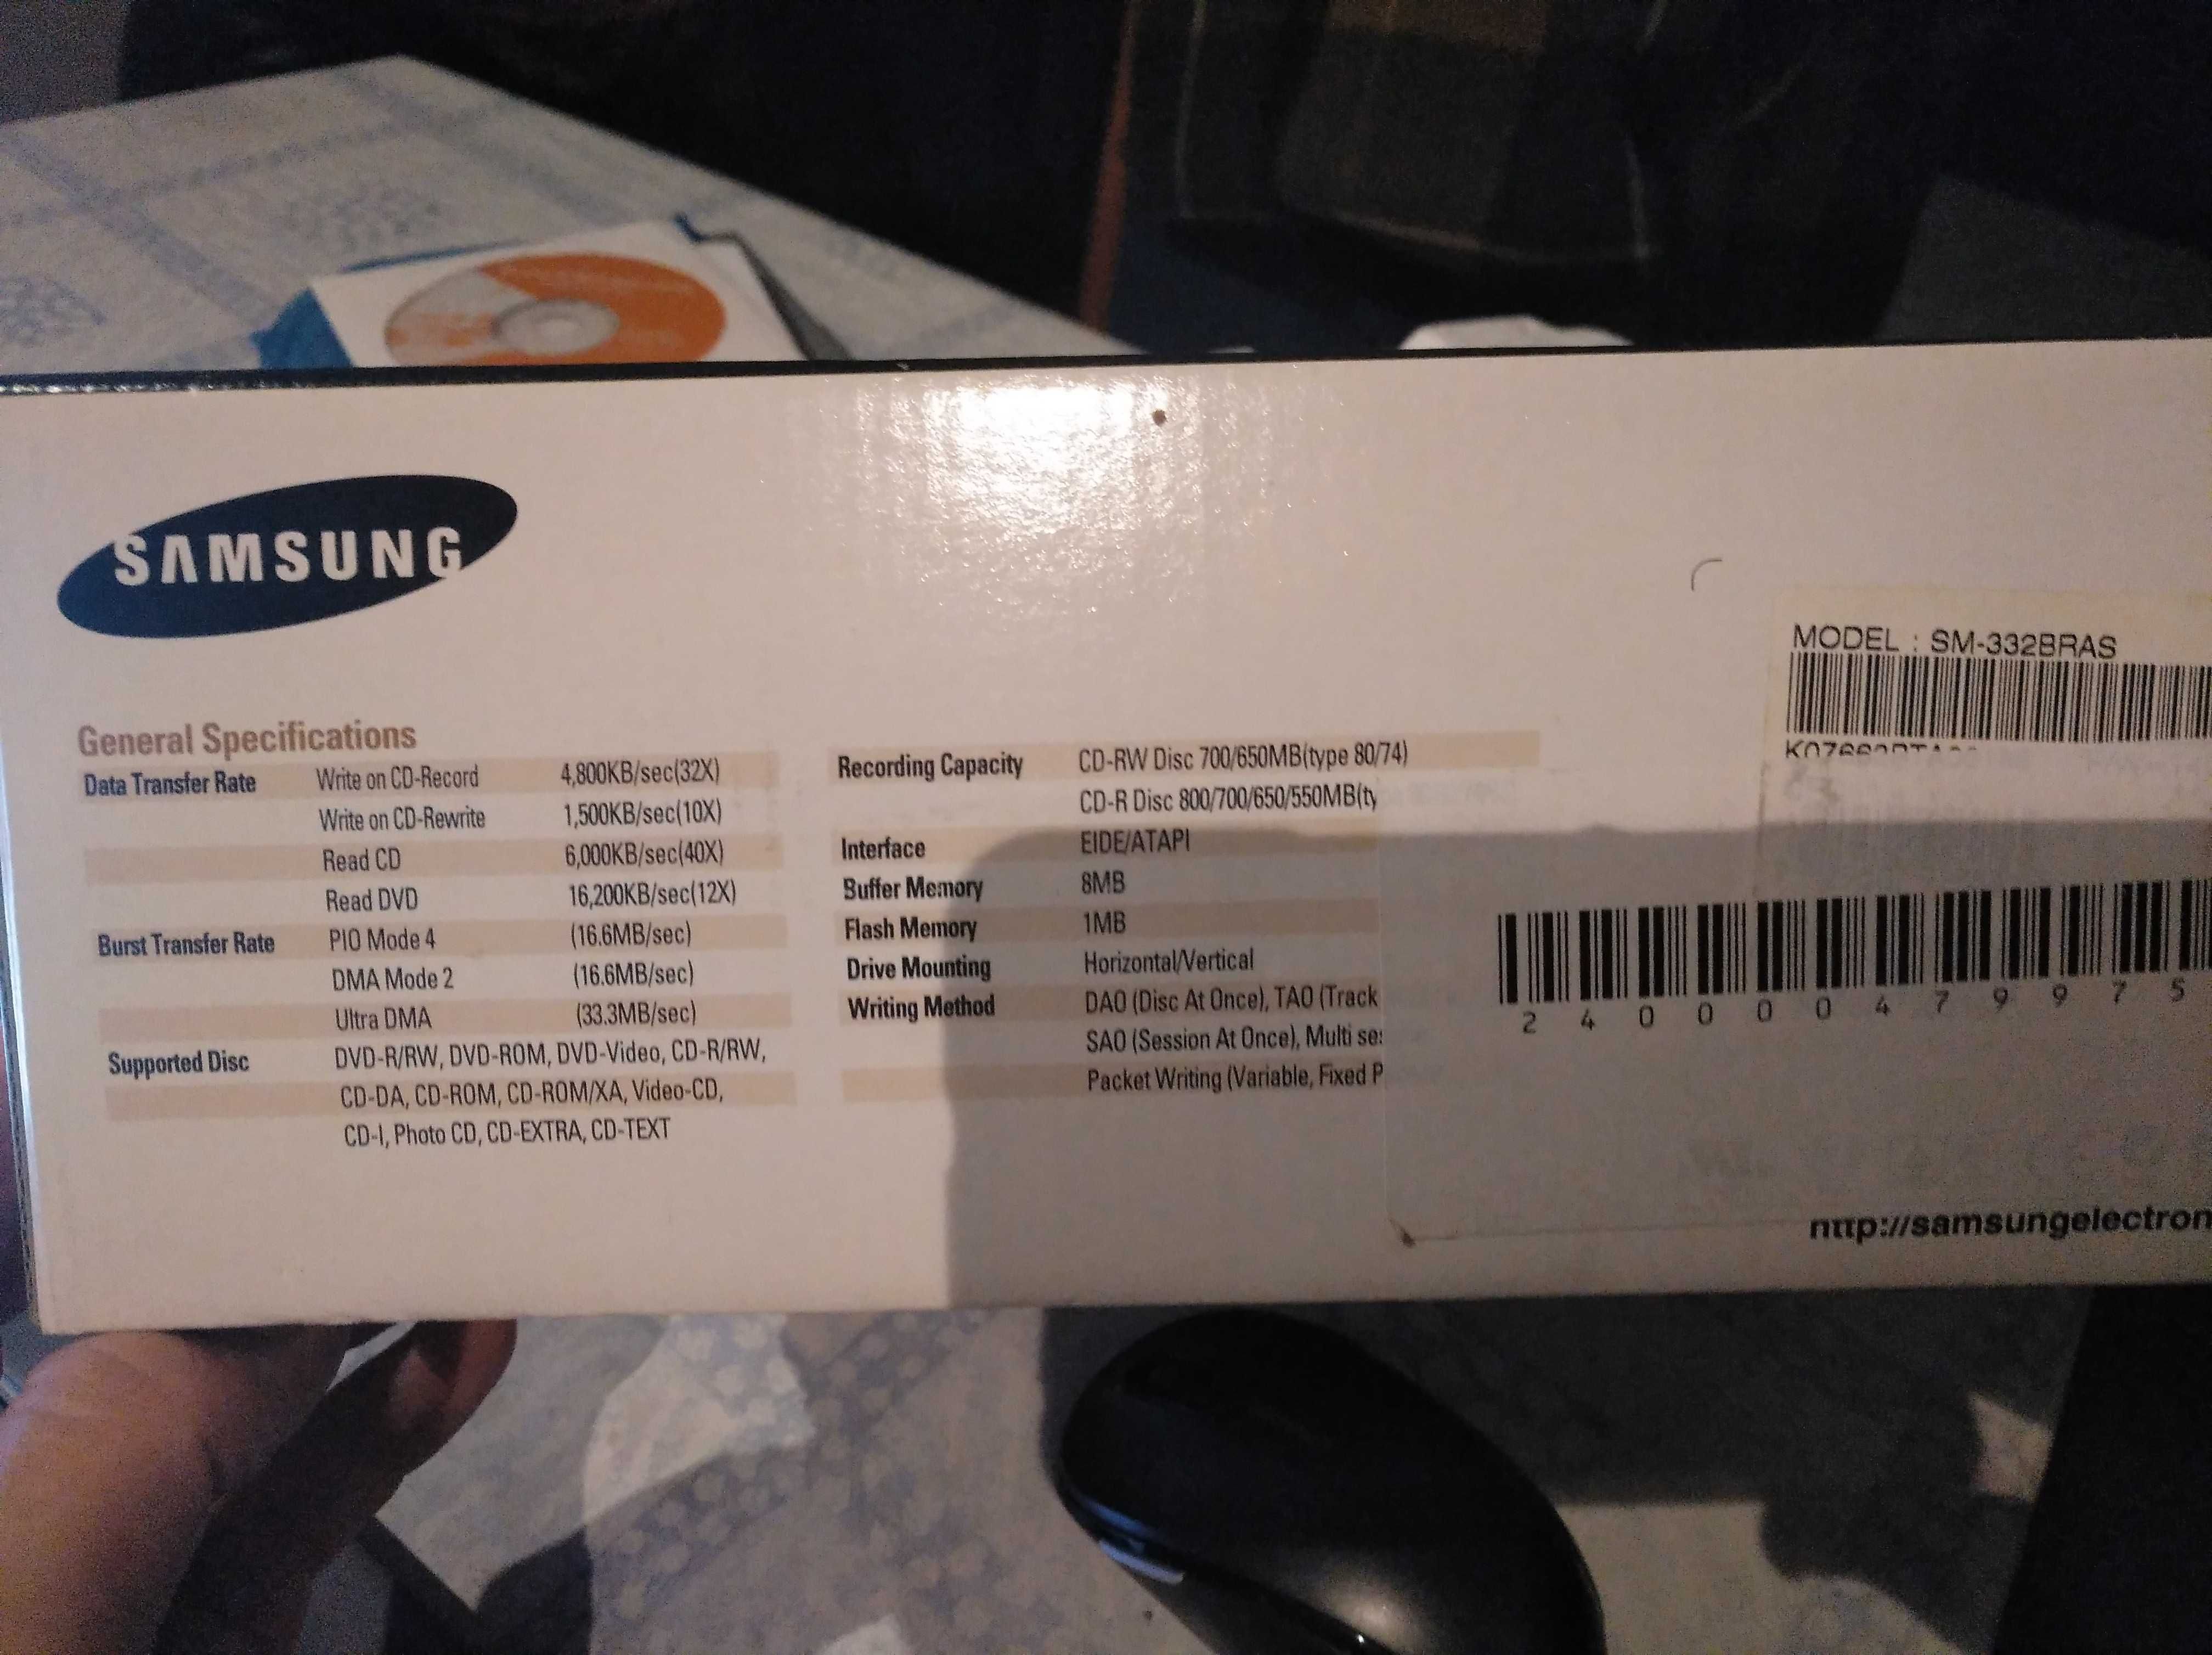 SAMSUNG
General Specifications
Data Transfer Rate Write on CD-Record 4,800KB/sec(32X)
Write on CD-Rewrite 1,500KB/sec(10X)
Read CD 6,000KB/sec(40X)
Read DVD 16,200KB/sec(12X)
Burst Transfer Rate PIO Mode 4 (16.6MB/sec)
DMA Mode 2 (16.6MB/sec)
Ultra DMA (33.3MB/sec)
Supported Disc DVD-R/RW, DVD-ROM, DVD-Video, CD-R/RW,
CD-DA, CD-ROM, CD-ROM/XA, Video-CD,
CD-I, Photo CD, CD-EXTRA, CD-TEXT
Recording Capacity CD-RW Disc 700/650MB(type 80/74)
CD-R Disc 800/700/650/550MB(ty
Interface EIDE/ATAPI
Buffer Memory 8MB
Flash Memory 1MB
Drive Mounting Horizontal/Vertical
Writing Method DAO (Disc At Once), TAO (Track
SAO (Session At Once), Multi se
Packet Writing (Variable, Fixed P
MODEL : SM-332BRAS
2 4 0 0 0 0 4 7 9 9 7 5
http://samsungelectron